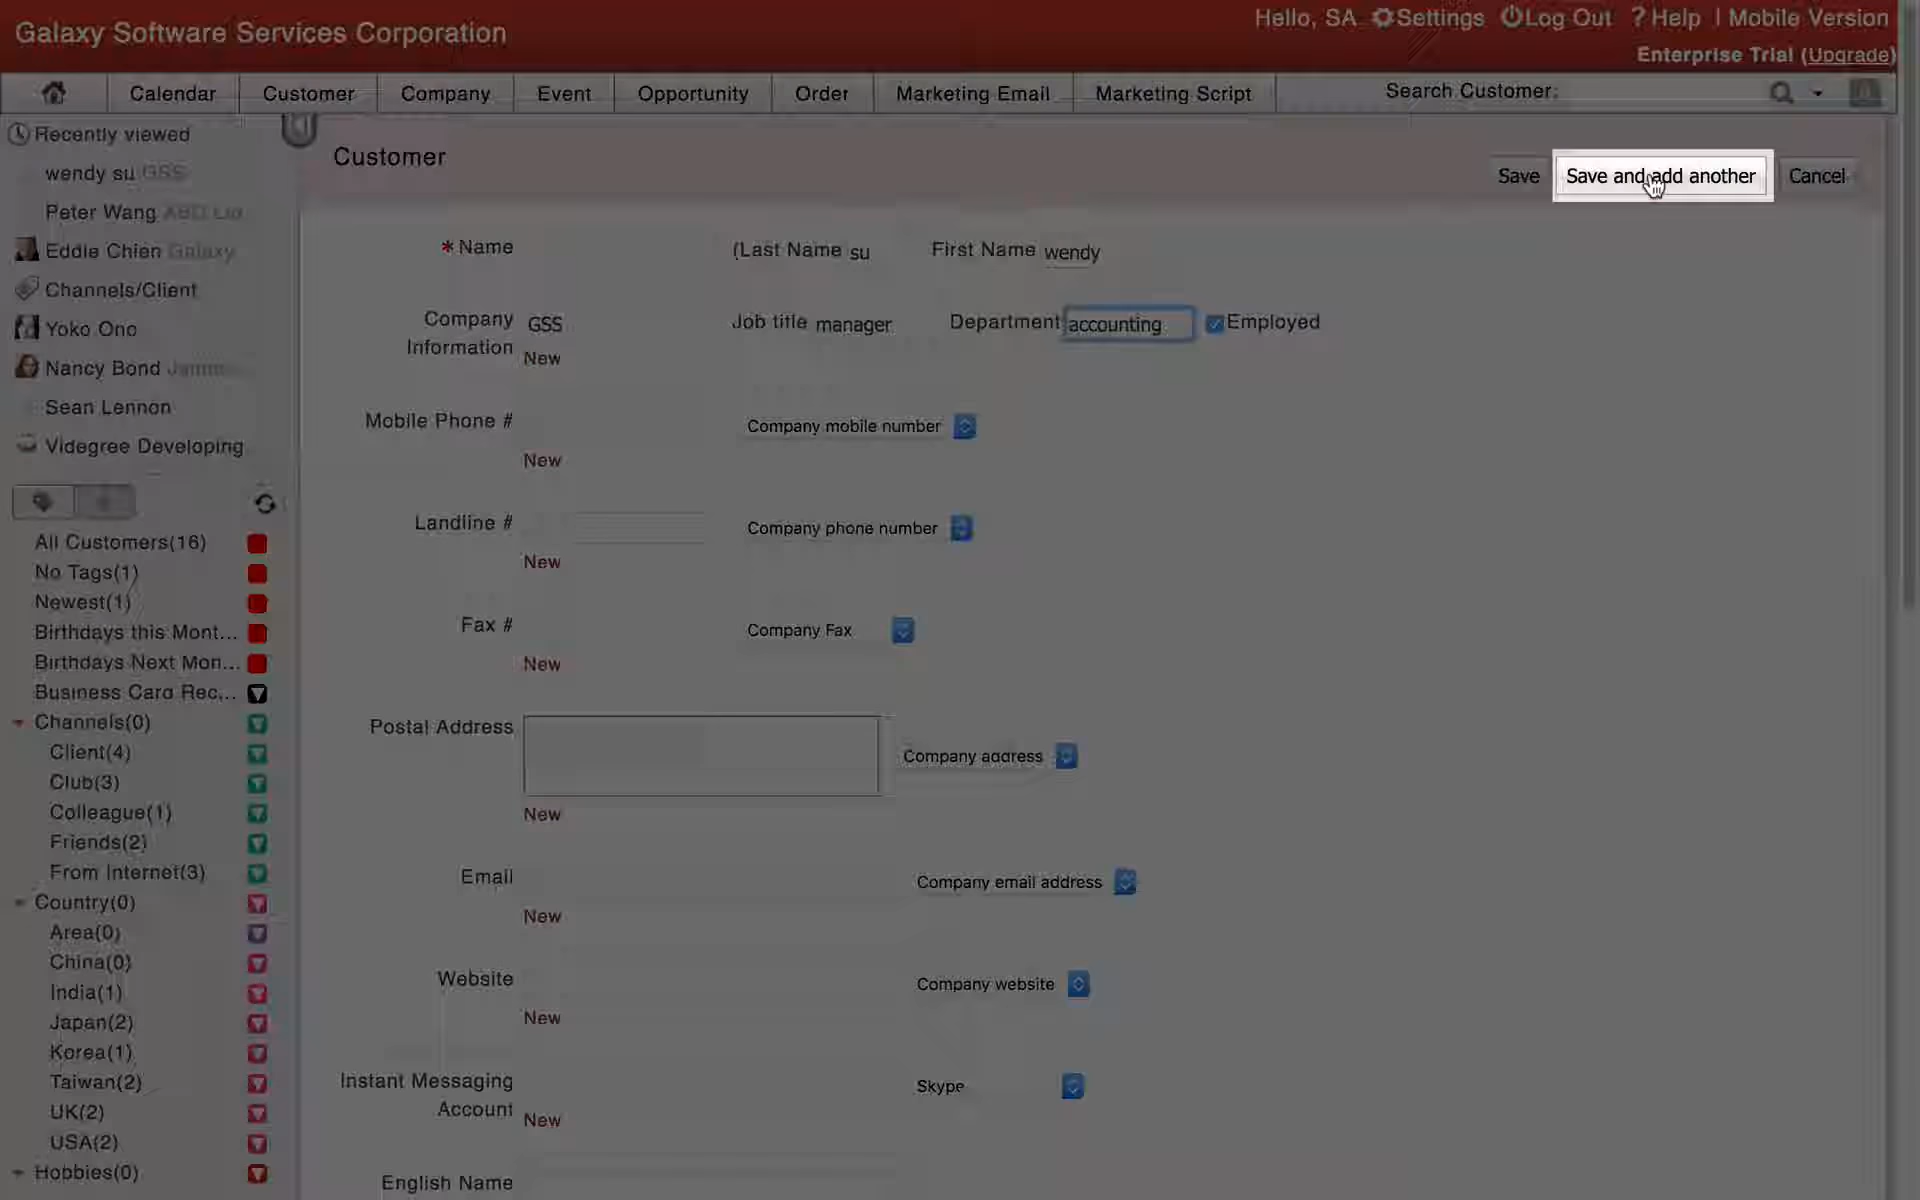 Galaxy Software Services Corporation
Hello, SA Settings Log Out ? Help | Mobile Version
Enterprise Trial (Upgrade)
Calendar Customer Company Event Opportunity Order Marketing Email Marketing Script Search Customer:
Recently viewed
wendy su GSS
Peter Wang
Eddie Chien Galaxy
Channels/Client
Yoko Ono
Nancy Bond
Sean Lennon
Videgree Developing
All Customers(16)
No Tags(1)
Newest(1)
Birthdays this Mont...
Birthdays Next Mon...
Business Card Rec...
Channels(0)
Client(4)
Club(3)
Colleague(1)
Friends(2)
From Internet(3)
Country(0)
Area(0)
China(0)
India(1)
Japan(2)
Korea(1)
Taiwan(2)
UK(2)
USA(2)
Hobbies(0)
Customer
Save Save and add another Cancel
* Name (Last Name su First Name wendy
Company Information GSS Job title manager Department accounting Employed
New
Mobile Phone # Company mobile number
New
Landline # Company phone number
New
Fax # Company Fax
New
Postal Address Company address
New
Email Company email address
New
Website Company website
New
Instant Messaging Account Skype
New
English Name